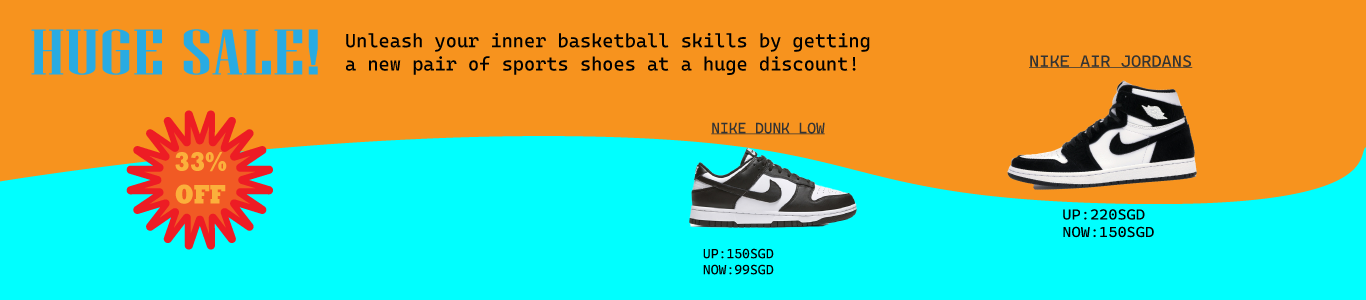 HUGE SALE!
Unleash your inner basketball skills by getting
a new pair of sports shoes at a huge discount!
NIKE AIR JORDANS
NIKE DUNK LOW
33%
OFF
UP:220SGD
NOW:150SGD
UP:150SGD
NOW:99SGD